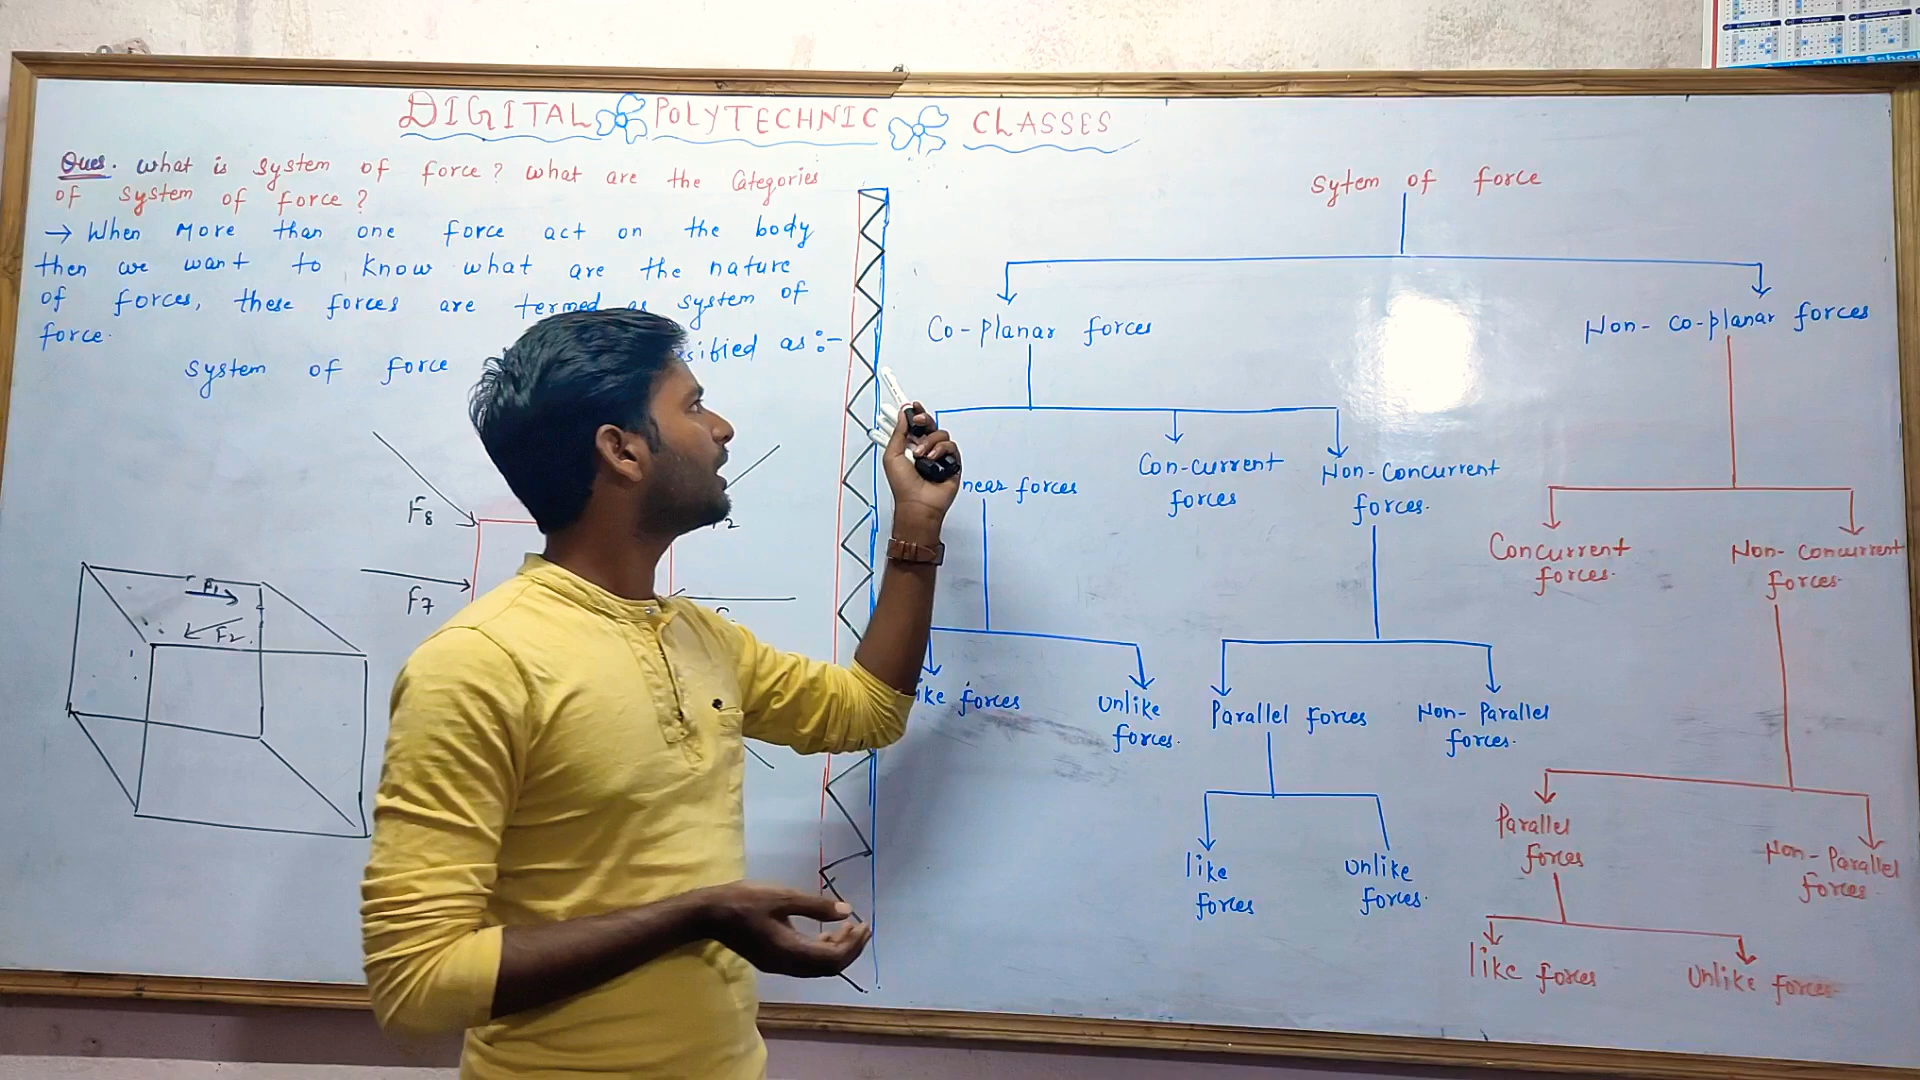 DIGITAL POLYTECHNIC CLASSES
Ques. What is system of force? What are the Categories
of system of force?
→ When More than one force act on the body
then we want to know what are the nature
of forces, these forces are termed as system of
force.
System of force
sified as :-
F8
F7
F1
F2
2
Sytem of force
Co-planar forces
Non-co-planar forces
near forces
Con-current
forces
Non-Concurrent
forces.
Concurrent
forces.
Non-Concurrent
forces.
ike forces
Unlike
forces.
Parallel forces
Non-Parallel
forces.
like
forces
Unlike
forces.
Parallel
forces
Non-Parallel
forces.
like forces
Unlike forces.